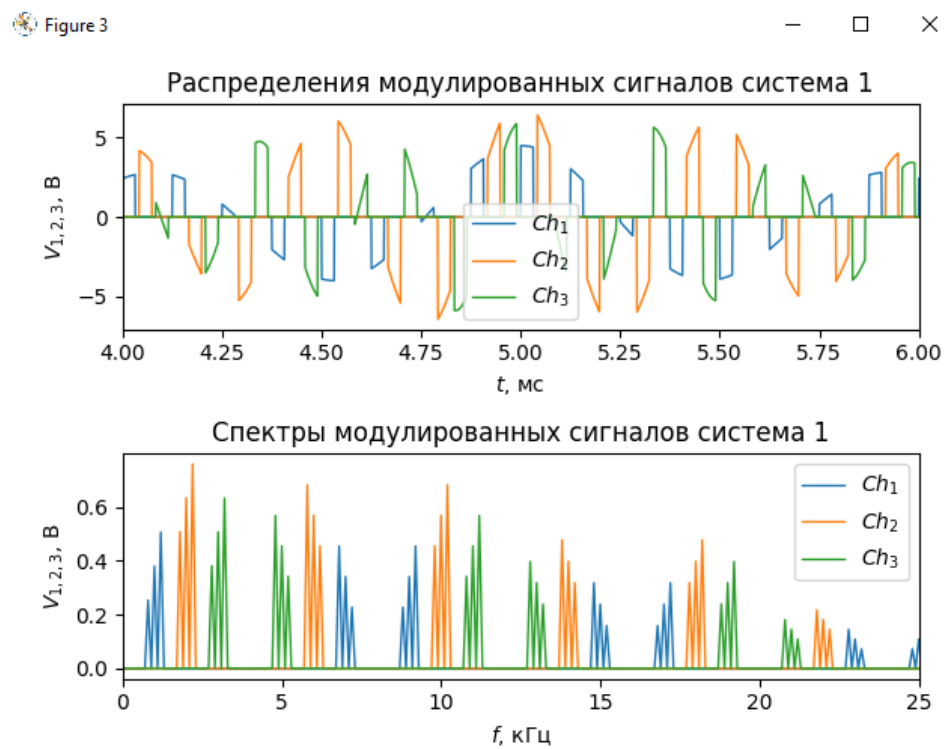 Figure 3
Распределения модулированных сигналов система 1
V1, 2, 3, В
5
0
−5
Ch1
Ch2
Ch3
4.00 4.25 4.50 4.75 5.00 5.25 5.50 5.75 6.00
t, мс
Спектры модулированных сигналов система 1
V1, 2, 3, В
0.6
0.4
0.2
0.0
Ch1
Ch2
Ch3
0 5 10 15 20 25
f, кГц